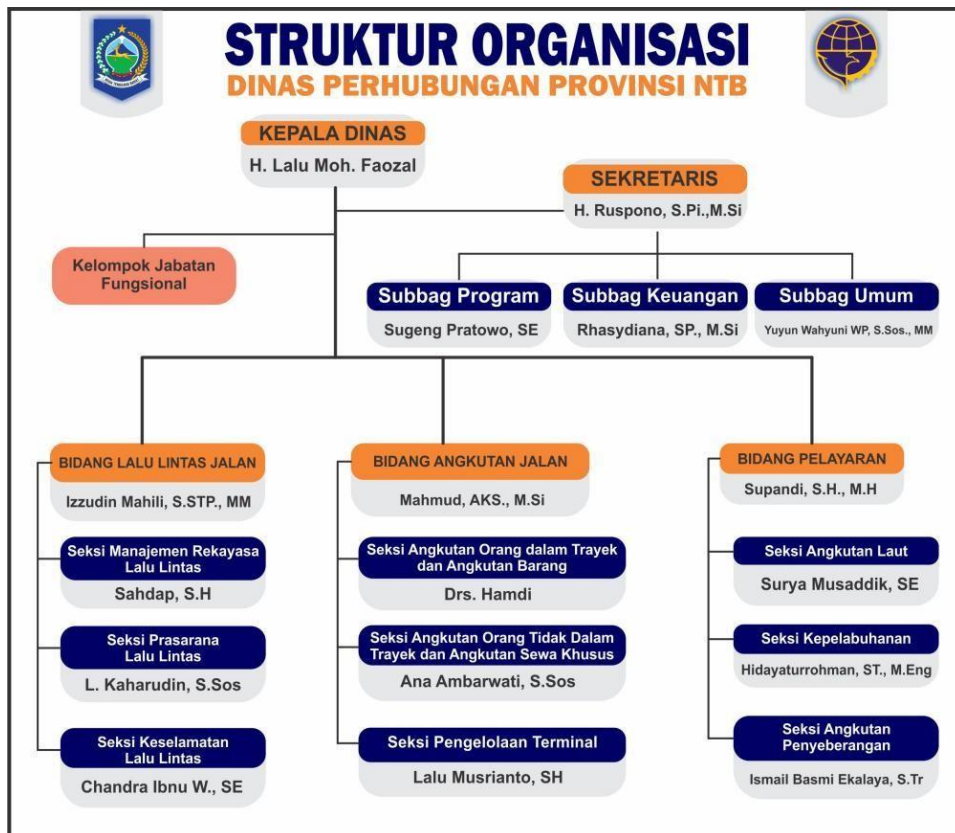 STRUKTUR ORGANISASI
DINAS PERHUBUNGAN PROVINSI NTB
KEPALA DINAS
H. Lalu Moh. Faozal
SEKRETARIS
H. Ruspono, S.Pi.,M.Si
Kelompok Jabatan
Fungsional
Subbag Program
Sugeng Pratowo, SE
Subbag Keuangan
Rhasydiana, SP., M.Si
Subbag Umum
Yuyun Wahyuni WP, S.Sos., MM
BIDANG LALU LINTAS JALAN
Izzudin Mahili, S.STP., MM
Seksi Manajemen Rekayasa
Lalu Lintas
Sahdap, S.H
Seksi Prasarana
Lalu Lintas
L. Kaharudin, S.Sos
Seksi Keselamatan
Lalu Lintas
Chandra Ibnu W., SE
BIDANG ANGKUTAN JALAN
Mahmud, AKS., M.Si
Seksi Angkutan Orang dalam Trayek
dan Angkutan Barang
Drs. Hamdi
Seksi Angkutan Orang Tidak Dalam
Trayek dan Angkutan Sewa Khusus
Ana Ambarwati, S.Sos
Seksi Pengelolaan Terminal
Lalu Musrianto, SH
BIDANG PELAYARAN
Supandi, S.H., M.H
Seksi Angkutan Laut
Surya Musaddik, SE
Seksi Kepelabuhanan
Hidayaturrohman, ST., M.Eng
Seksi Angkutan
Penyeberangan
Ismail Basmi Ekalaya, S.Tr